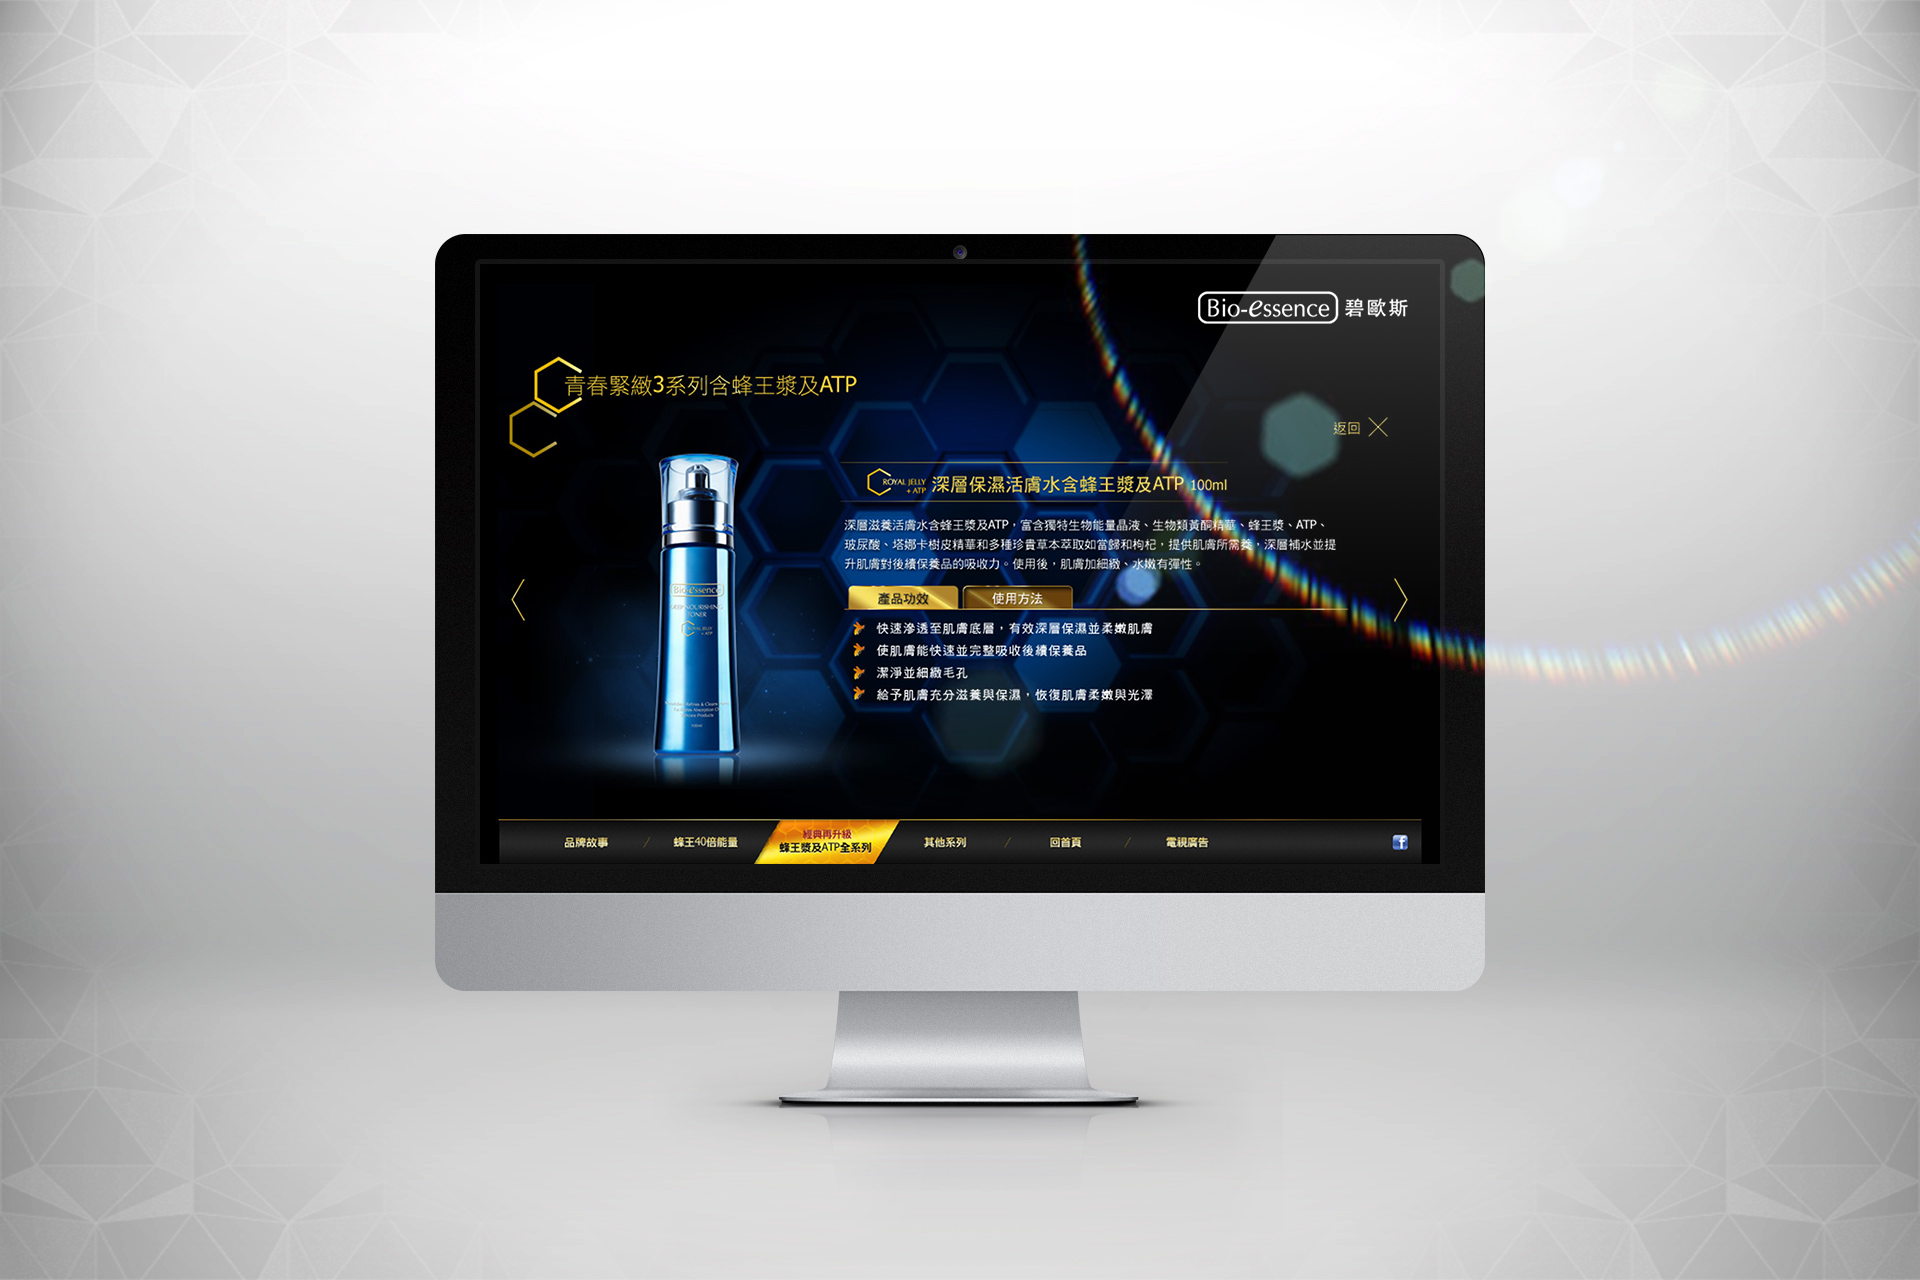 Bio-essence 碧歐斯
青春緊緻3系列含蜂王漿及ATP
返回
ROYAL JELLY
+ ATP
深層保濕活膚水含蜂王漿及ATP 100ml
深層滋養活膚水含蜂王漿及ATP，富含獨特生物能量晶液、生物類黃酮精華、蜂王漿、ATP、
玻尿酸、塔娜卡樹皮精華和多種珍貴草本萃取如當歸和枸杞，提供肌膚所需養，深層補水並提
升肌膚對後續保養品的吸收力。使用後，肌膚加細緻、水嫩有彈性。
產品功效
使用方法
快速滲透至肌膚底層，有效深層保濕並柔嫩肌膚
使肌膚能快速並完整吸收後續保養品
潔淨並細緻毛孔
給予肌膚充分滋養與保濕，恢復肌膚柔嫩與光澤
Bio-essence
DEEP NOURISHING
TONER
ROYAL JELLY
+ ATP
100ml
品牌故事 / 蜂王40倍能量
經典再升級
蜂王漿及ATP全系列
其他系列 / 回首頁 / 電視廣告
f